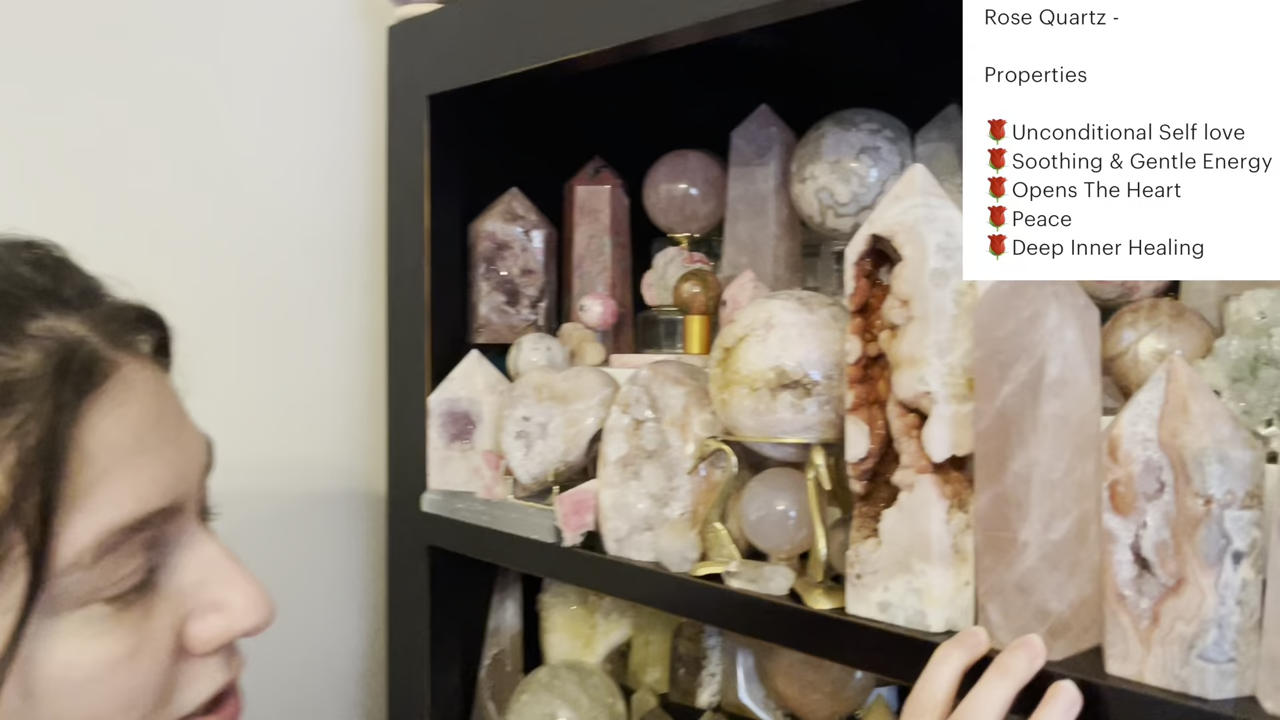 Rose Quartz -
Properties
🌹Unconditional Self love
🌹Soothing & Gentle Energy
🌹Opens The Heart
🌹Peace
🌹Deep Inner Healing